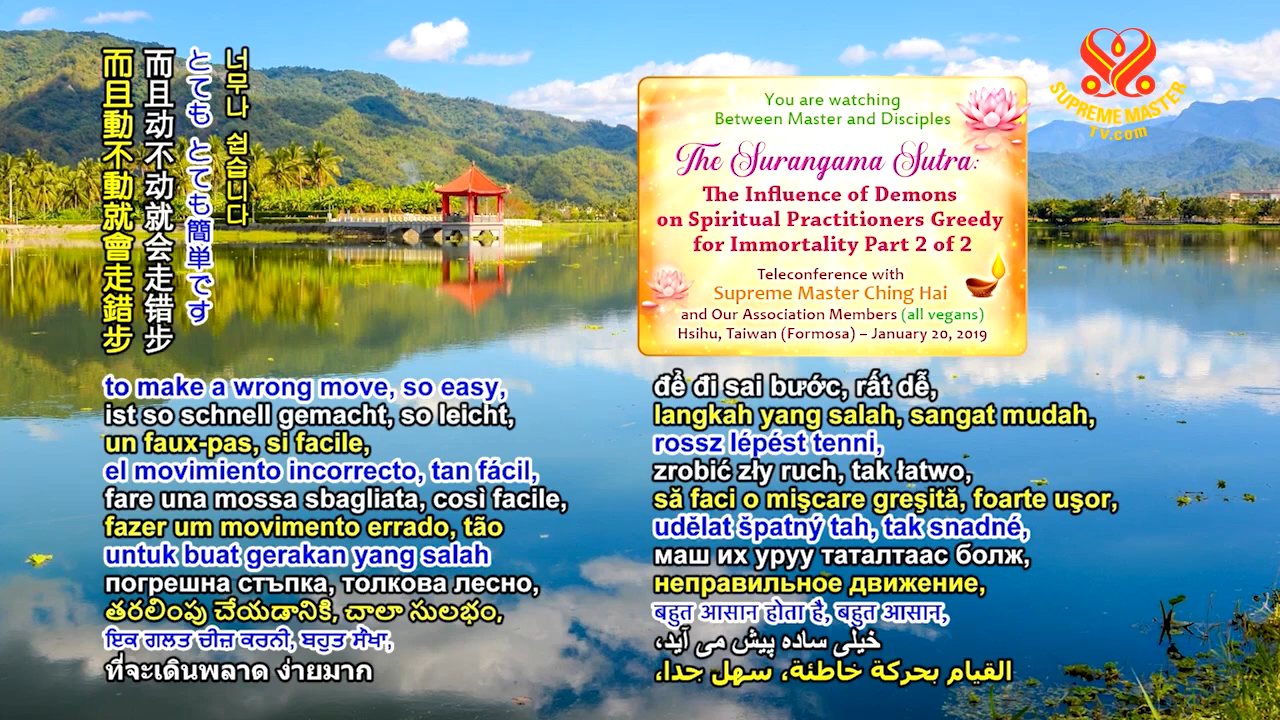 而且動不動就會走錯步
而且动不动就会走错步
とても とても簡単です
너무나 쉽습니다
You are watching
Between Master and Disciples
The Surangama Sutra:
The Influence of Demons
on Spiritual Practitioners Greedy
for Immortality Part 2 of 2
Teleconference with
Supreme Master Ching Hai
and Our Association Members (all vegans)
Hsihu, Taiwan (Formosa) – January 20, 2019
SUPREME MASTER
TV.com
to make a wrong move, so easy,
ist so schnell gemacht, so leicht,
un faux-pas, si facile,
el movimiento incorrecto, tan fácil,
fare una mossa sbagliata, così facile,
fazer um movimento errado, tão
untuk buat gerakan yang salah
погрешна стъпка, толкова лесно,
తరలింపు చేయడానికి, చాలా సులభం,
ਇਕ ਗਲਤ ਚੀਜ਼ ਕਰਨੀ, ਬਹੁਤ ਸੌਖਾ,
ที่จะเดินพลาด ง่ายมาก
để đi sai bước, rất dễ,
langkah yang salah, sangat mudah,
rossz lépést tenni,
zrobić zły ruch, tak łatwo,
să faci o mişcare greşită, foarte uşor,
udělat špatný tah, tak snadné,
маш их уруу таталтаас болж,
неправильное движение,
बहुत आसान होता है, बहुत आसान,
خیلی ساده پیش می آید،
القيام بحركة خاطئة، سهل جدا،